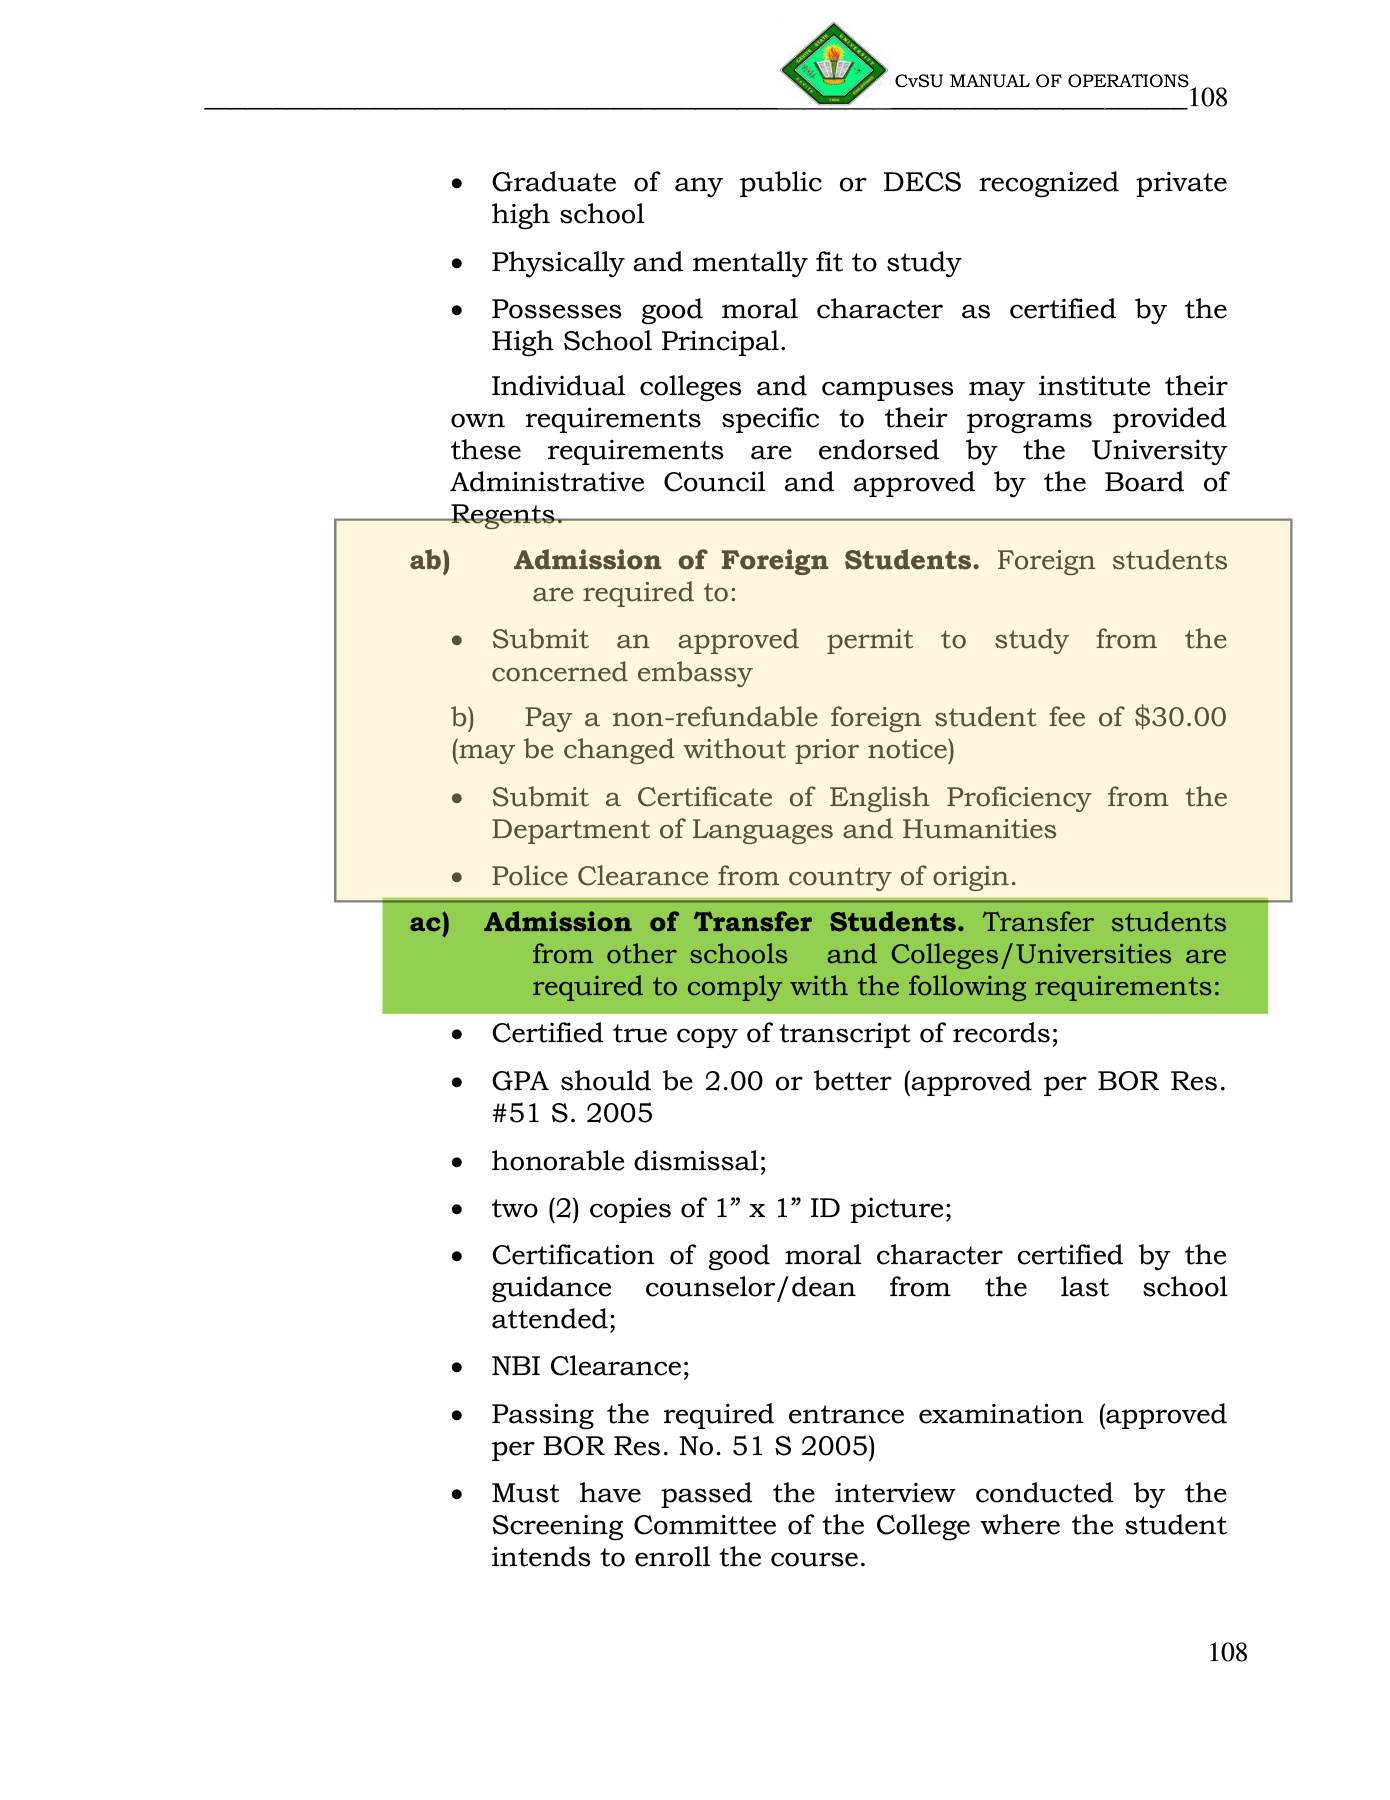 CvSU MANUAL OF OPERATIONS
108
• Graduate of any public or DECS recognized private
high school
• Physically and mentally fit to study
• Possesses good moral character as certified by the
High School Principal.
Individual colleges and campuses may institute their
own requirements specific to their programs provided
these requirements are endorsed by the University
Administrative Council and approved by the Board of
Regents.
ab) Admission of Foreign Students. Foreign students
are required to:
• Submit an approved permit to study from the
concerned embassy
b) Pay a non-refundable foreign student fee of $30.00
(may be changed without prior notice)
• Submit a Certificate of English Proficiency from the
Department of Languages and Humanities
• Police Clearance from country of origin.
ac) Admission of Transfer Students. Transfer students
from other schools and Colleges/Universities are
required to comply with the following requirements:
• Certified true copy of transcript of records;
• GPA should be 2.00 or better (approved per BOR Res.
#51 S. 2005
• honorable dismissal;
• two (2) copies of 1” x 1” ID picture;
• Certification of good moral character certified by the
guidance counselor/dean from the last school
attended;
• NBI Clearance;
• Passing the required entrance examination (approved
per BOR Res. No. 51 S 2005)
• Must have passed the interview conducted by the
Screening Committee of the College where the student
intends to enroll the course.
108